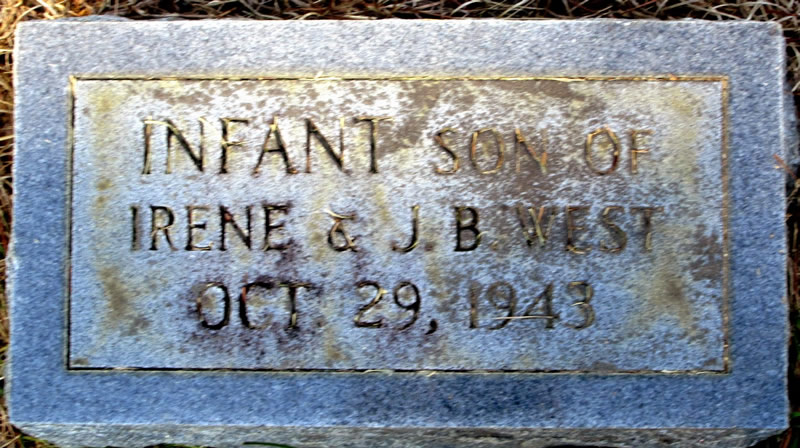 INFANT SON OF
IRENE & J. B. WEST
OCT. 29, 1943